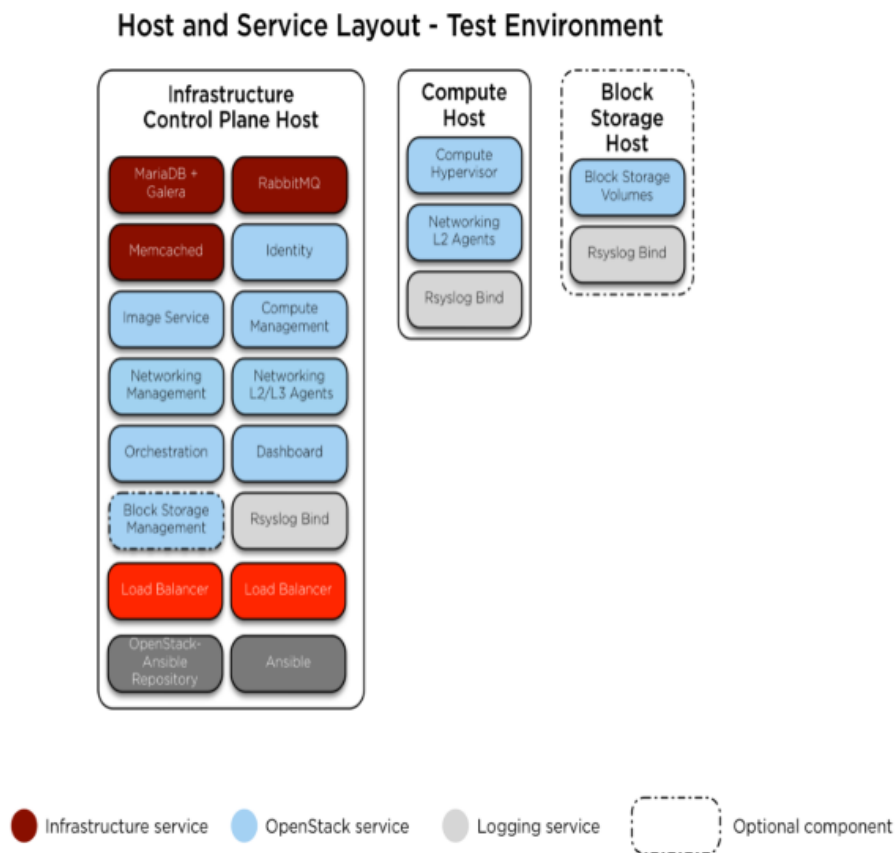 Host and Service Layout - Test Environment
Infrastructure
Control Plane Host
MariaDB +
Galera
RabbitMQ
Memcached
Identity
Image Service
Compute
Management
Networking
Management
Networking
L2/L3 Agents
Orchestration
Dashboard
Block Storage
Management
Rsyslog Bind
Load Balancer
Load Balancer
OpenStack-
Ansible
Repository
Ansible
Compute
Host
Compute
Hypervisor
Networking
L2 Agents
Rsyslog Bind
Block
Storage
Host
Block Storage
Volumes
Rsyslog Bind
Infrastructure service
OpenStack service
Logging service
Optional component